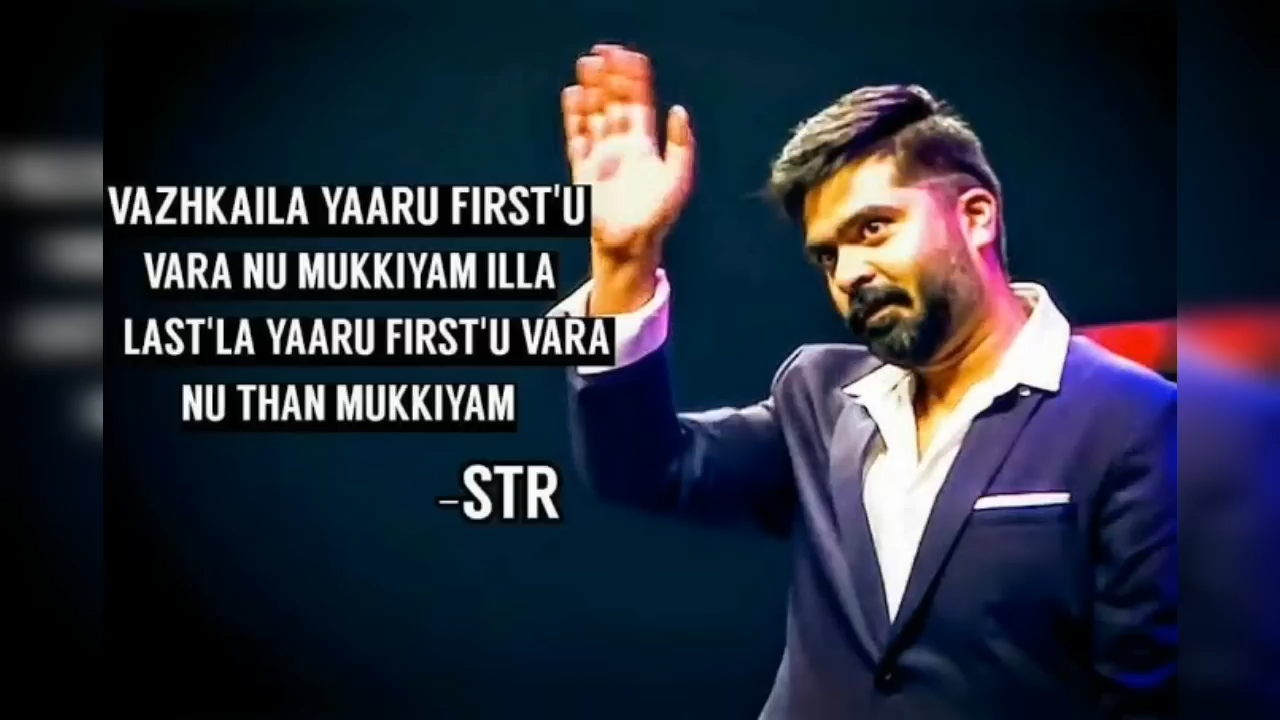 VAZHKAILA YAARU FIRST'U
VARA NU MUKKIYAM ILLA
LAST'LA YAARU FIRST'U VARA
NU THAN MUKKIYAM
-STR